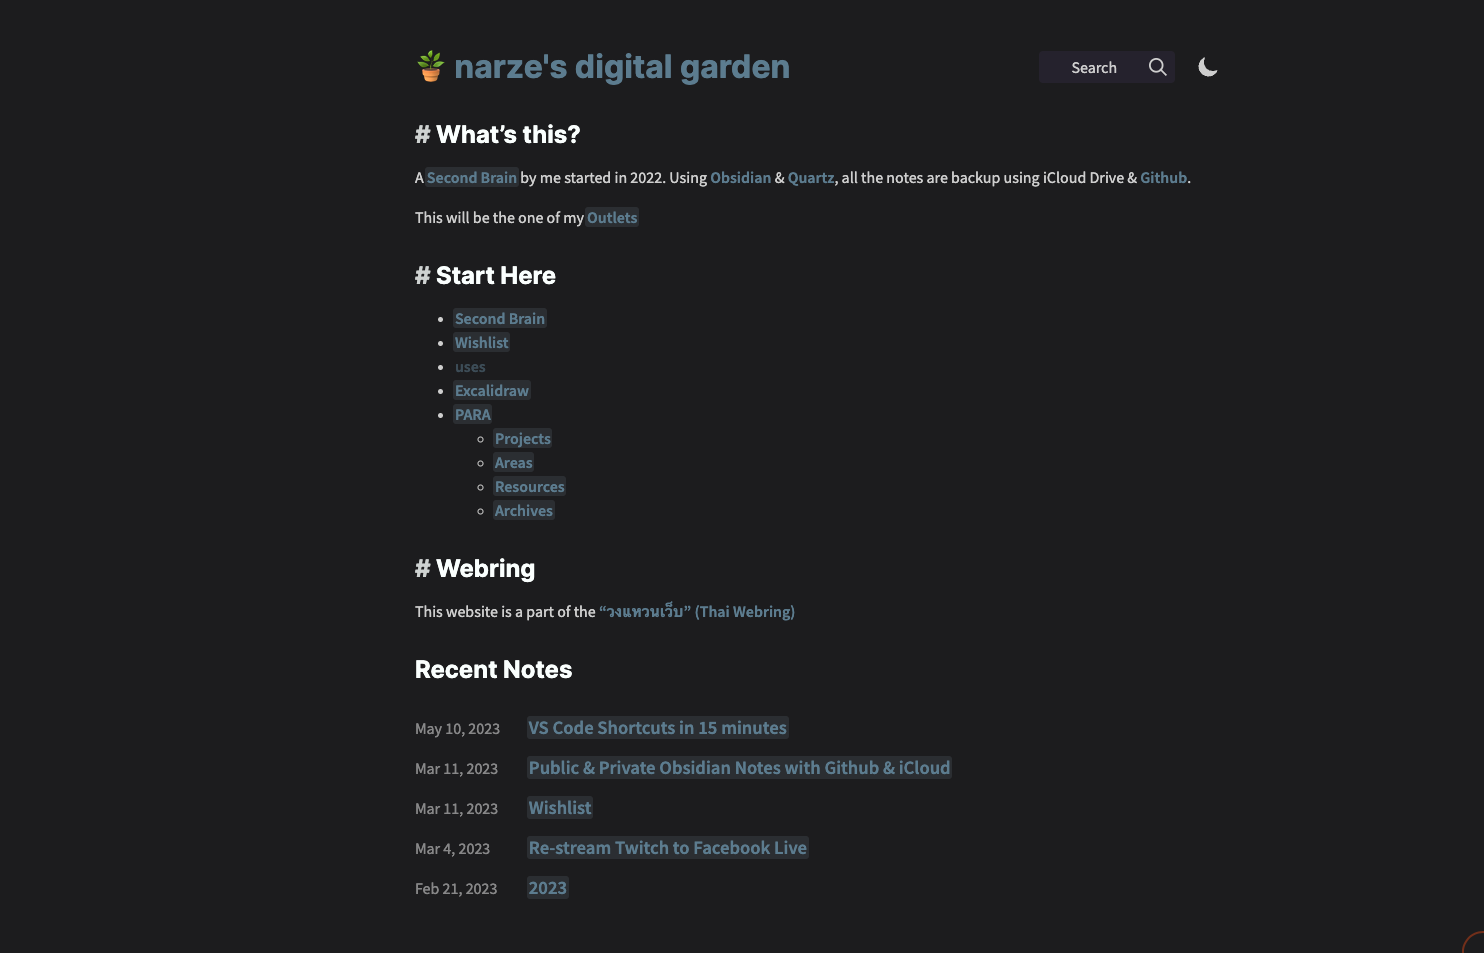 🪴 narze's digital garden
Search
# What’s this?
A Second Brain by me started in 2022. Using Obsidian & Quartz, all the notes are backup using iCloud Drive & Github.
This will be the one of my Outlets
# Start Here
Second Brain
Wishlist
uses
Excalidraw
PARA
Projects
Areas
Resources
Archives
# Webring
This website is a part of the “วงแหวนเว็บ” (Thai Webring)
Recent Notes
May 10, 2023 VS Code Shortcuts in 15 minutes
Mar 11, 2023 Public & Private Obsidian Notes with Github & iCloud
Mar 11, 2023 Wishlist
Mar 4, 2023 Re-stream Twitch to Facebook Live
Feb 21, 2023 2023